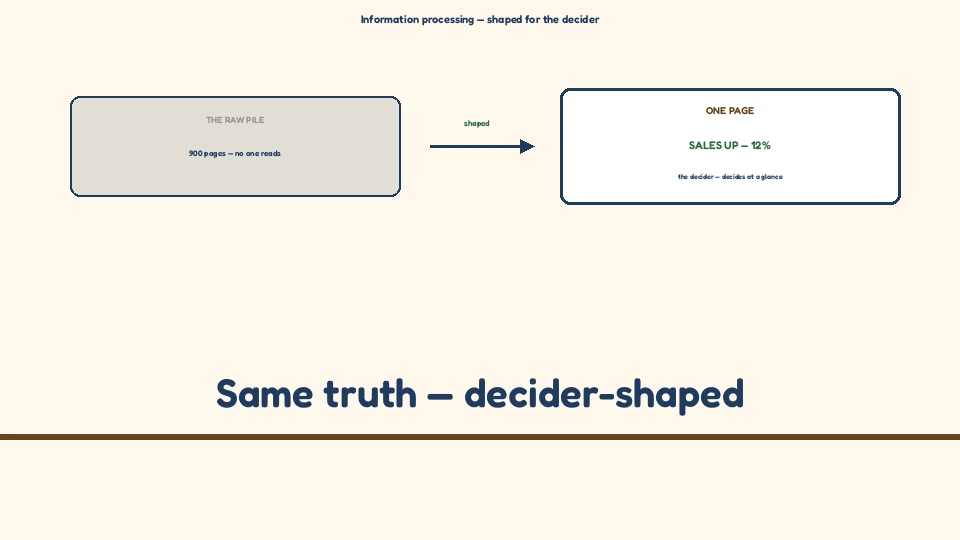 Information processing — shaped for the decider
THE RAW PILE
900 pages — no one reads
shaped
ONE PAGE
SALES UP — 12%
the decider — decides at a glance
Same truth — decider-shaped